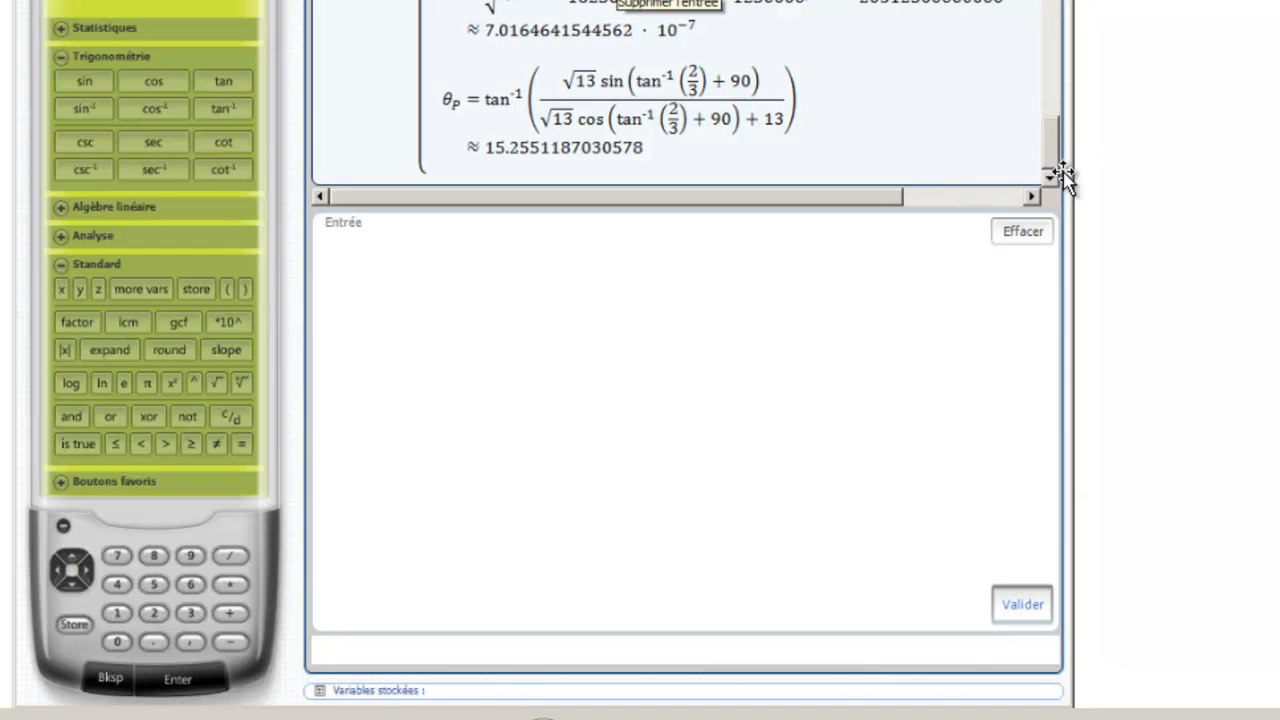 Supprimer l'entrée
≈ 7.0164641544562 · 10⁻⁷
θP = tan⁻¹ (√13 sin (tan⁻¹ (2/3) + 90) / √13 cos (tan⁻¹ (2/3) + 90) + 13)
≈ 15.2551187030578
Statistiques
Trigonométrie
sin cos tan
sin⁻¹ cos⁻¹ tan⁻¹
csc sec cot
csc⁻¹ sec⁻¹ cot⁻¹
Algèbre linéaire
Analyse
Standard
x y z more vars store ( )
factor lcm gcf *10^
|x| expand round slope
log ln e π x² ^ √ ∛
and or xor not c/d
is true ≤ < > ≥ ≠ =
Boutons favoris
7 8 9 /
4 5 6 *
Store 1 2 3 +
0 . , −
Bksp Enter
Entrée
Effacer
Valider
Variables stockées :